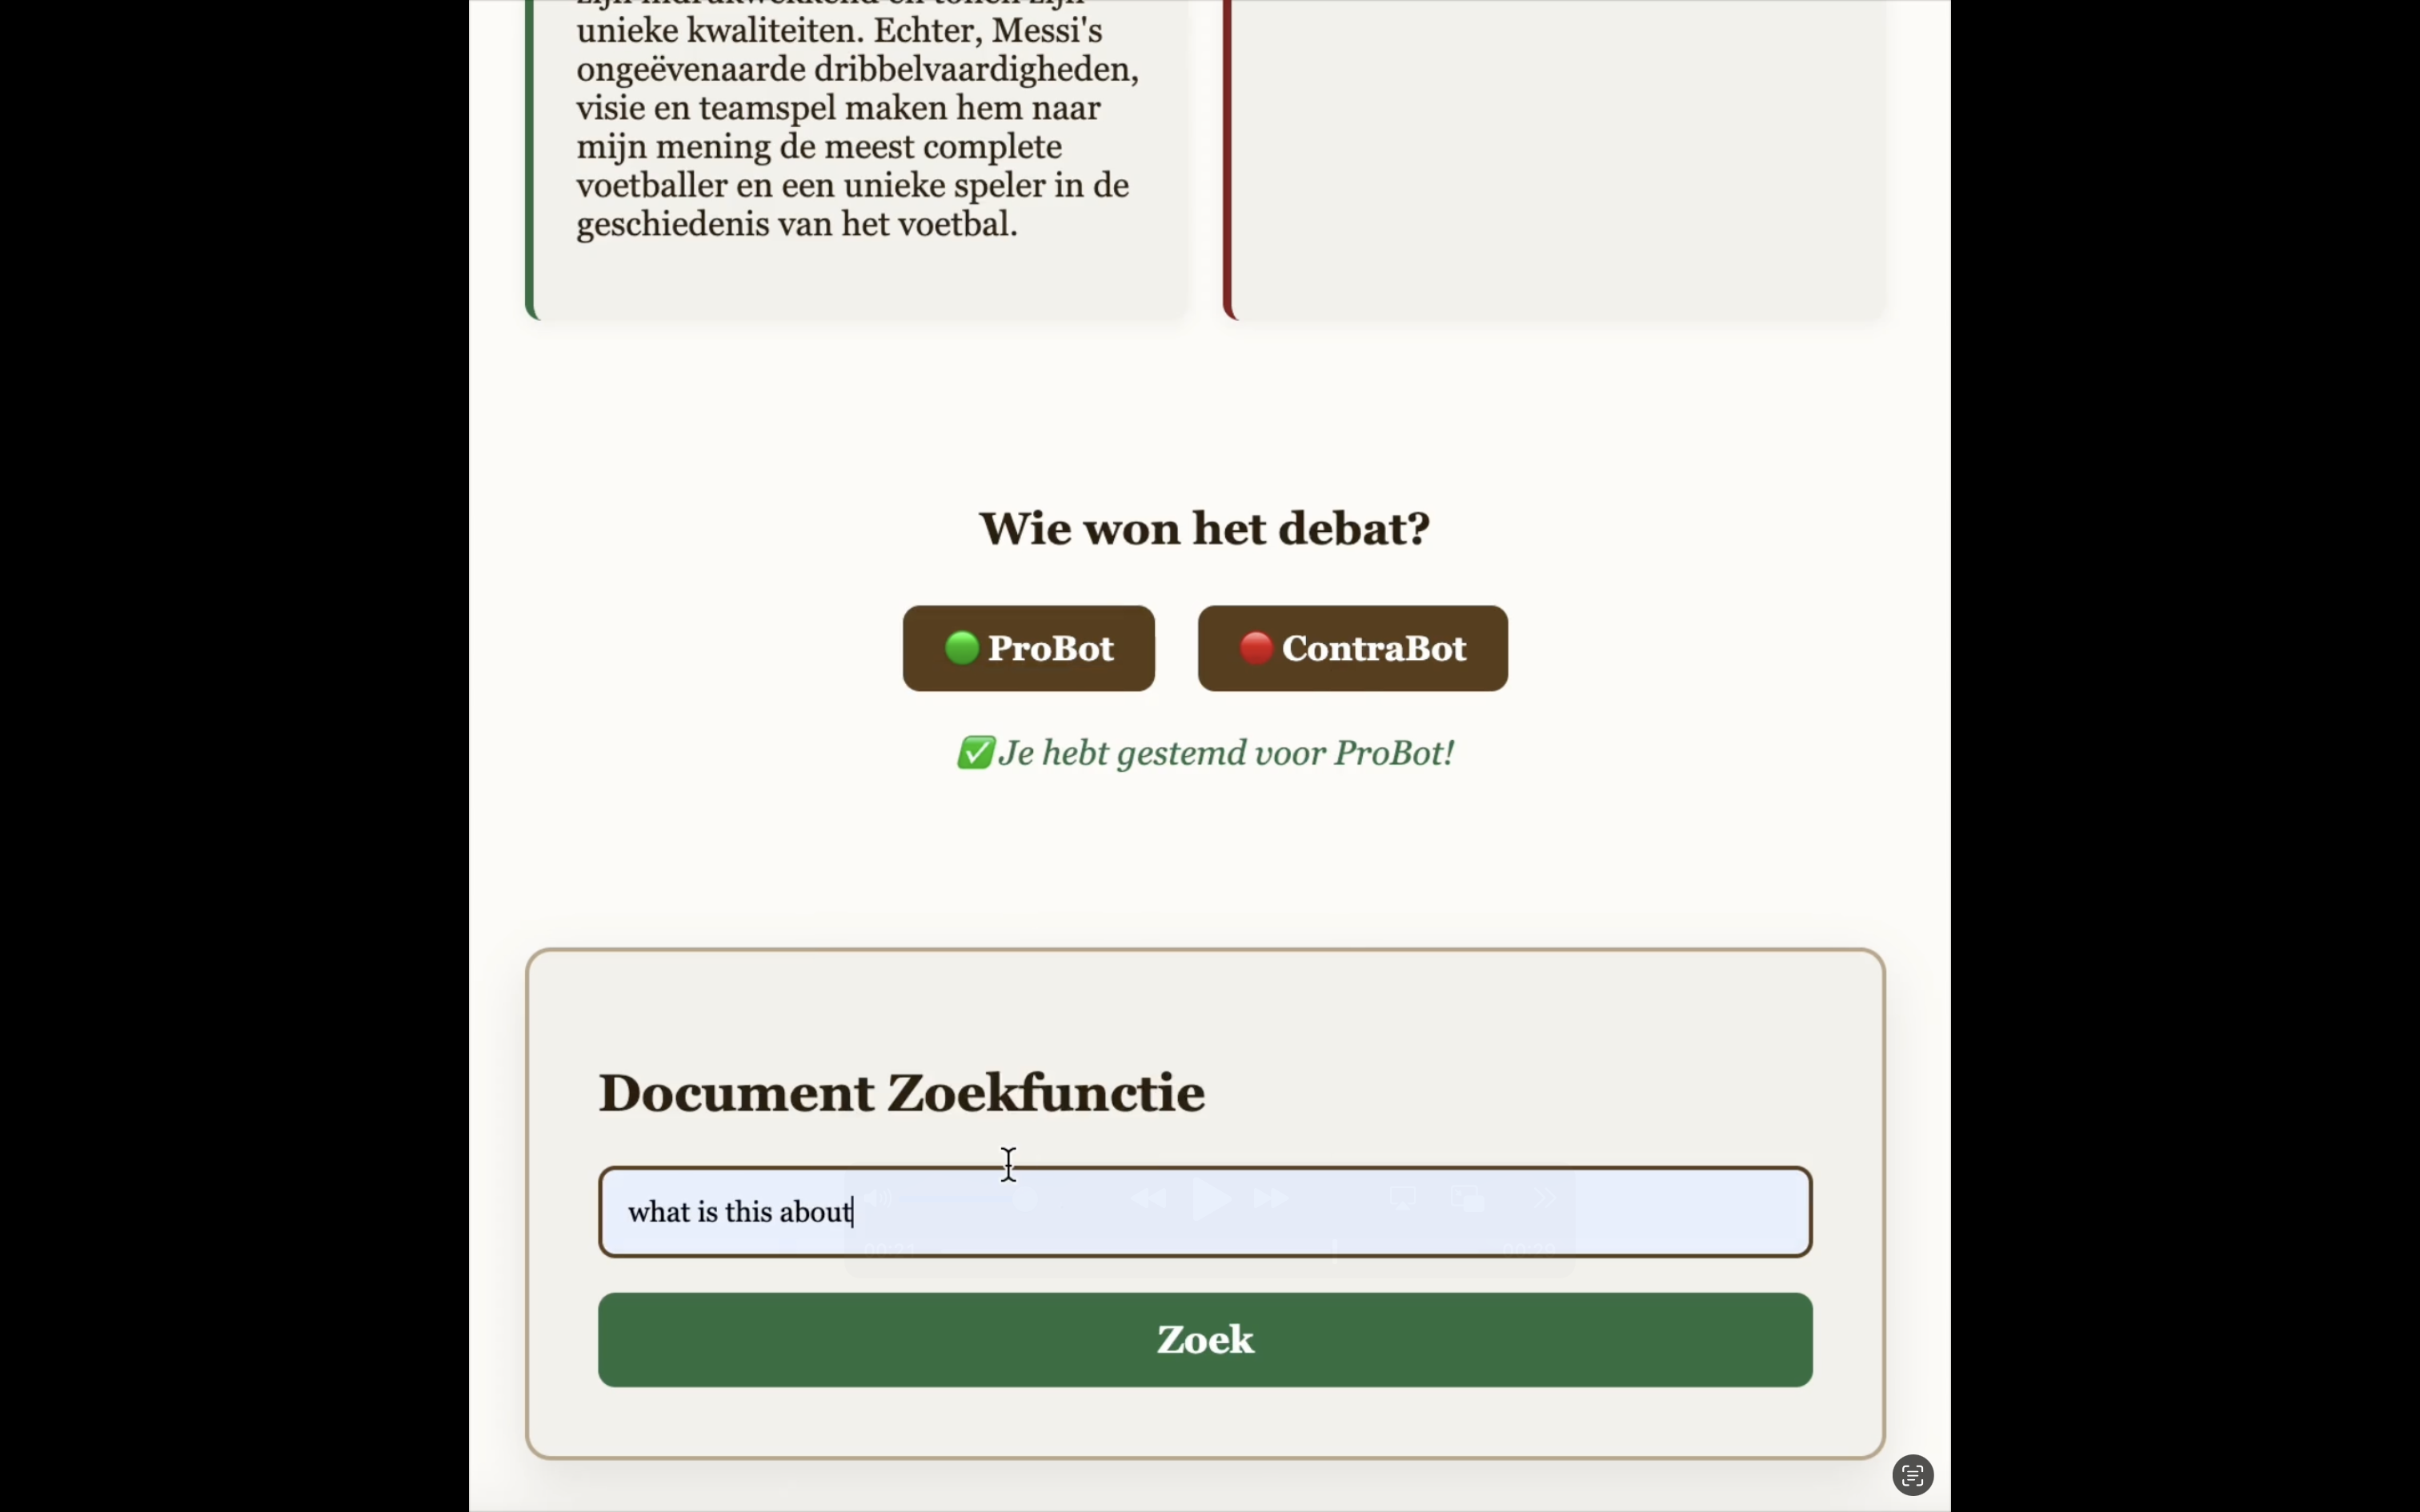 unieke kwaliteiten. Echter, Messi's
ongeëvenaarde dribbelvaardigheden,
visie en teamspel maken hem naar
mijn mening de meest complete
voetballer en een unieke speler in de
geschiedenis van het voetbal.
Wie won het debat?
ProBot
ContraBot
Je hebt gestemd voor ProBot!
Document Zoekfunctie
what is this about
Zoek